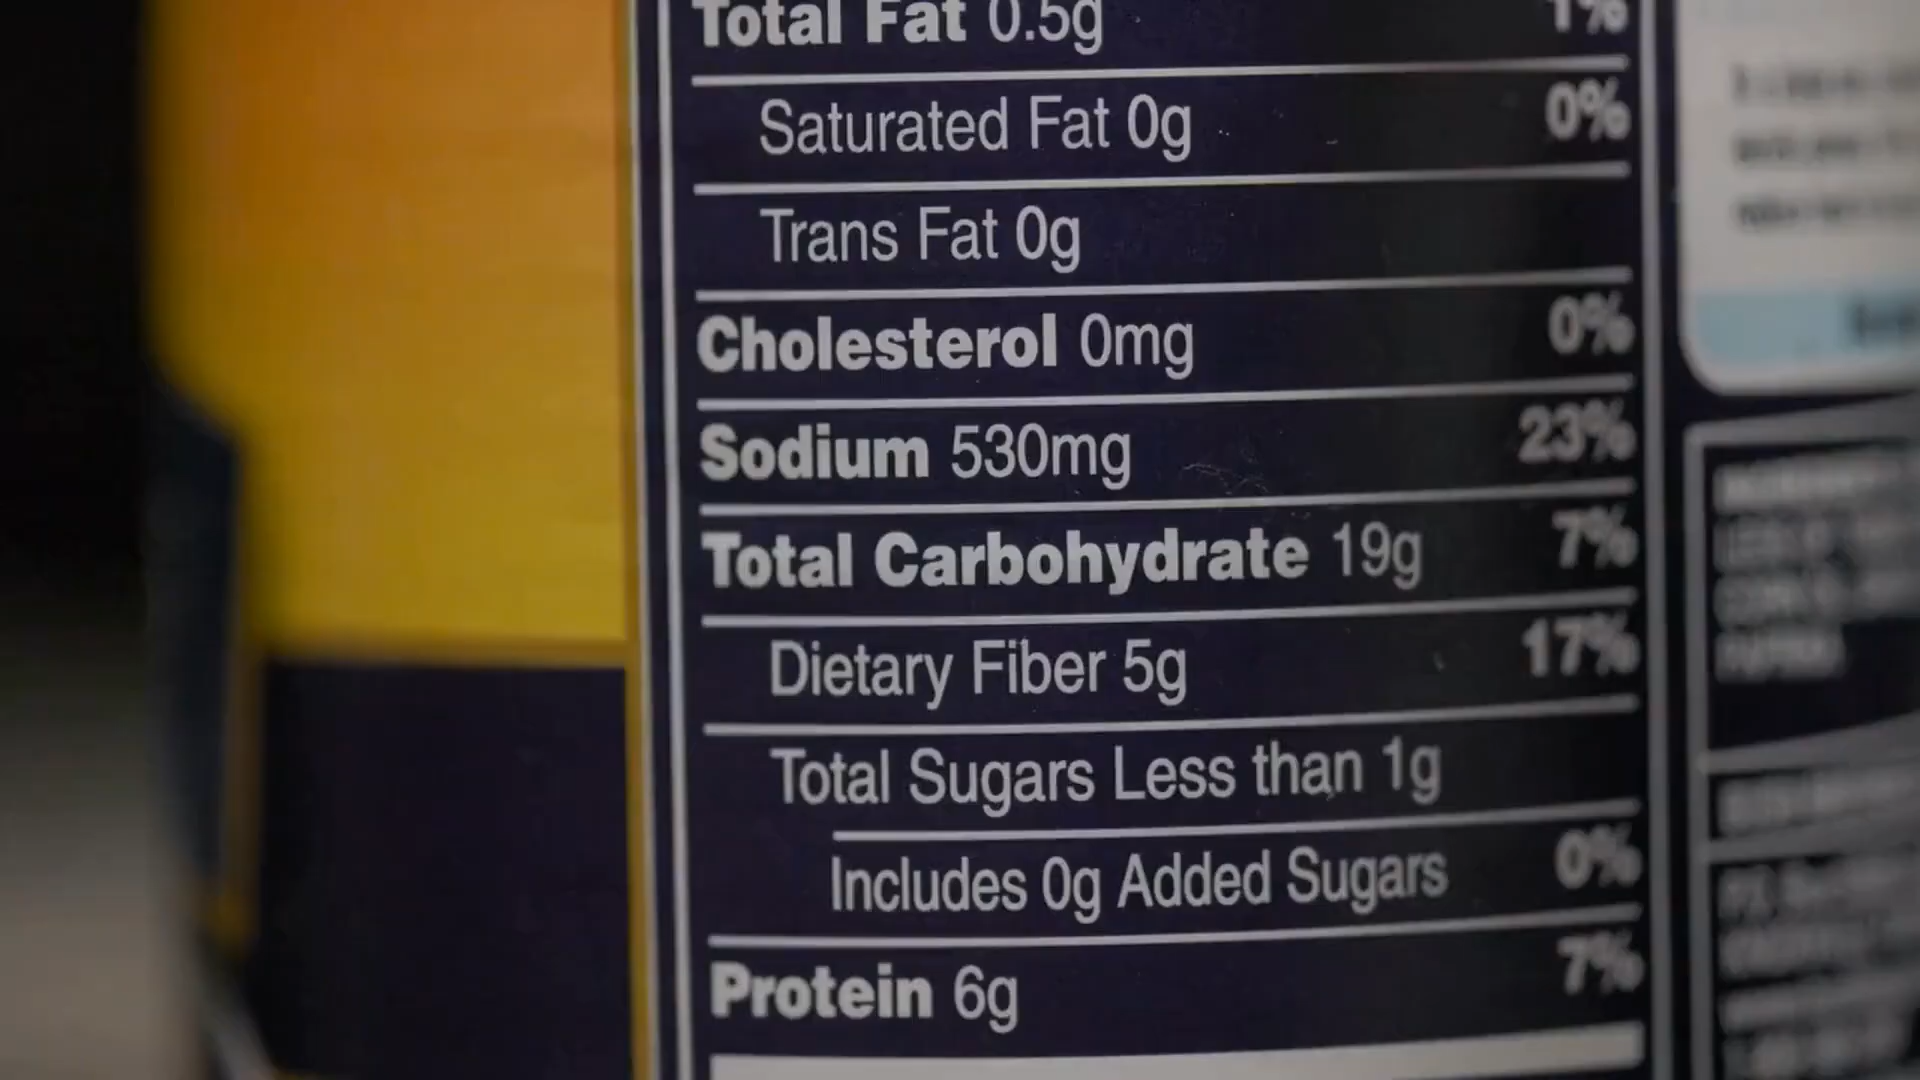 Total Fat 0.5g 1%
Saturated Fat 0g 0%
Trans Fat 0g
Cholesterol 0mg 0%
Sodium 530mg 23%
Total Carbohydrate 19g 7%
Dietary Fiber 5g 17%
Total Sugars Less than 1g
Includes 0g Added Sugars 0%
Protein 6g 7%